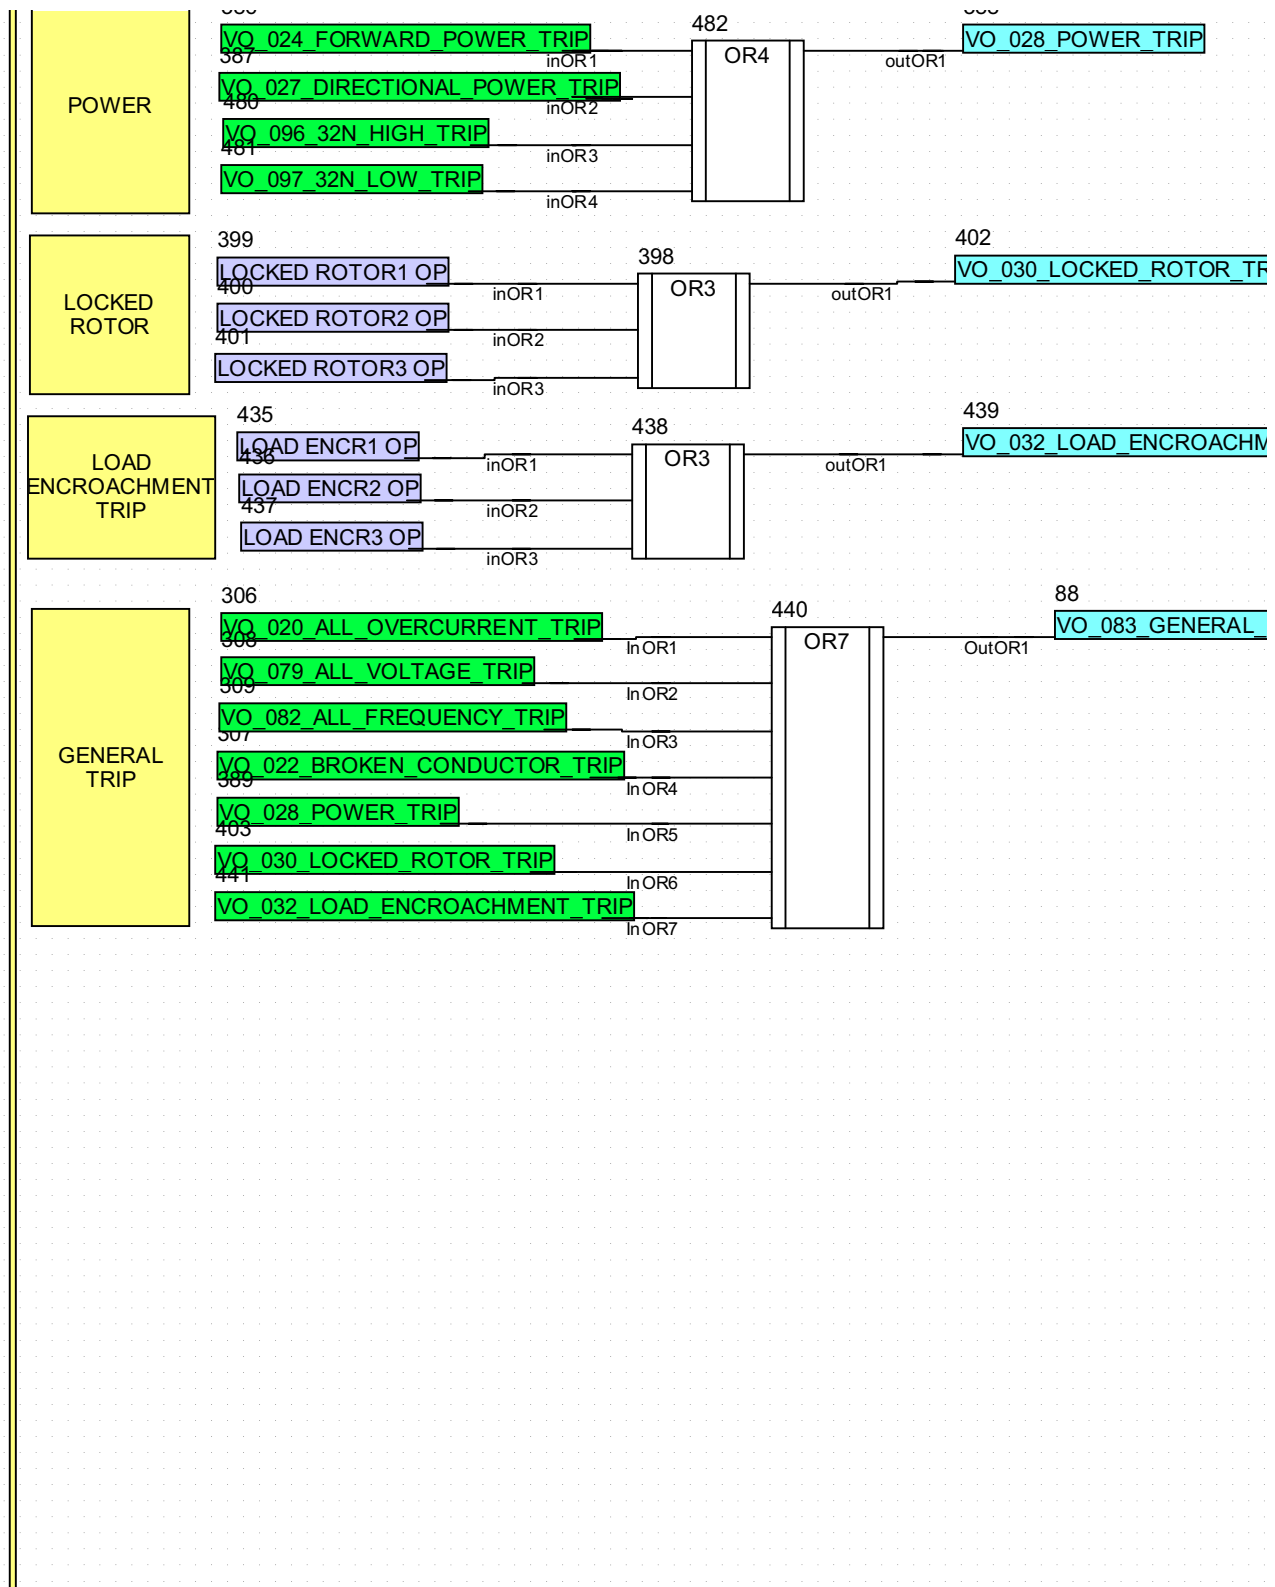 VO_024_FORWARD_POWER_TRIP
482
OR4
VO_028_POWER_TRIP
inOR1
outOR1
387
VO_027_DIRECTIONAL_POWER_TRIP
inOR2
POWER
480
VO_096_32N_HIGH_TRIP
inOR3
481
VO_097_32N_LOW_TRIP
inOR4
399
LOCKED ROTOR1 OP
inOR1
398
OR3
outOR1
402
VO_030_LOCKED_ROTOR_TR
LOCKED
ROTOR
400
LOCKED ROTOR2 OP
inOR2
401
LOCKED ROTOR3 OP
inOR3
435
LOAD ENCR1 OP
inOR1
438
OR3
outOR1
439
VO_032_LOAD_ENCROACHM
LOAD
ENCROACHMENT
TRIP
436
LOAD ENCR2 OP
inOR2
437
LOAD ENCR3 OP
inOR3
306
VO_020_ALL_OVERCURRENT_TRIP
InOR1
440
OR7
OutOR1
88
VO_083_GENERAL_
308
VO_079_ALL_VOLTAGE_TRIP
InOR2
309
VO_082_ALL_FREQUENCY_TRIP
InOR3
GENERAL
TRIP
307
VO_022_BROKEN_CONDUCTOR_TRIP
InOR4
389
VO_028_POWER_TRIP
InOR5
403
VO_030_LOCKED_ROTOR_TRIP
InOR6
441
VO_032_LOAD_ENCROACHMENT_TRIP
InOR7